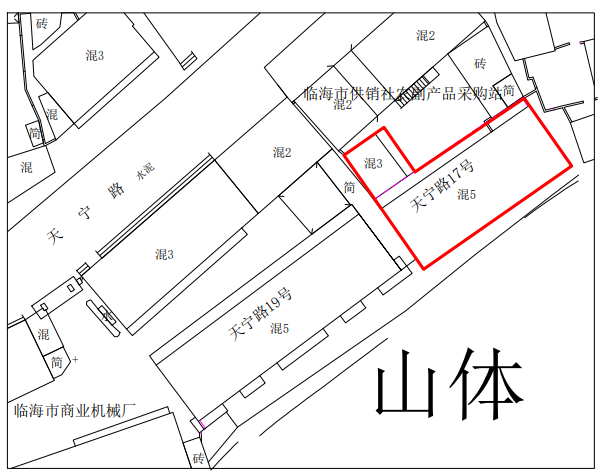 砖
混2
混3
砖
临海市供销社农副产品采购站
简
混2
混
简
混2
混3
混
水泥
天宁路17号
简
混5
天宁路
混3
天宁路19号
混5
混
简
山体
临海市商业机械厂
砖